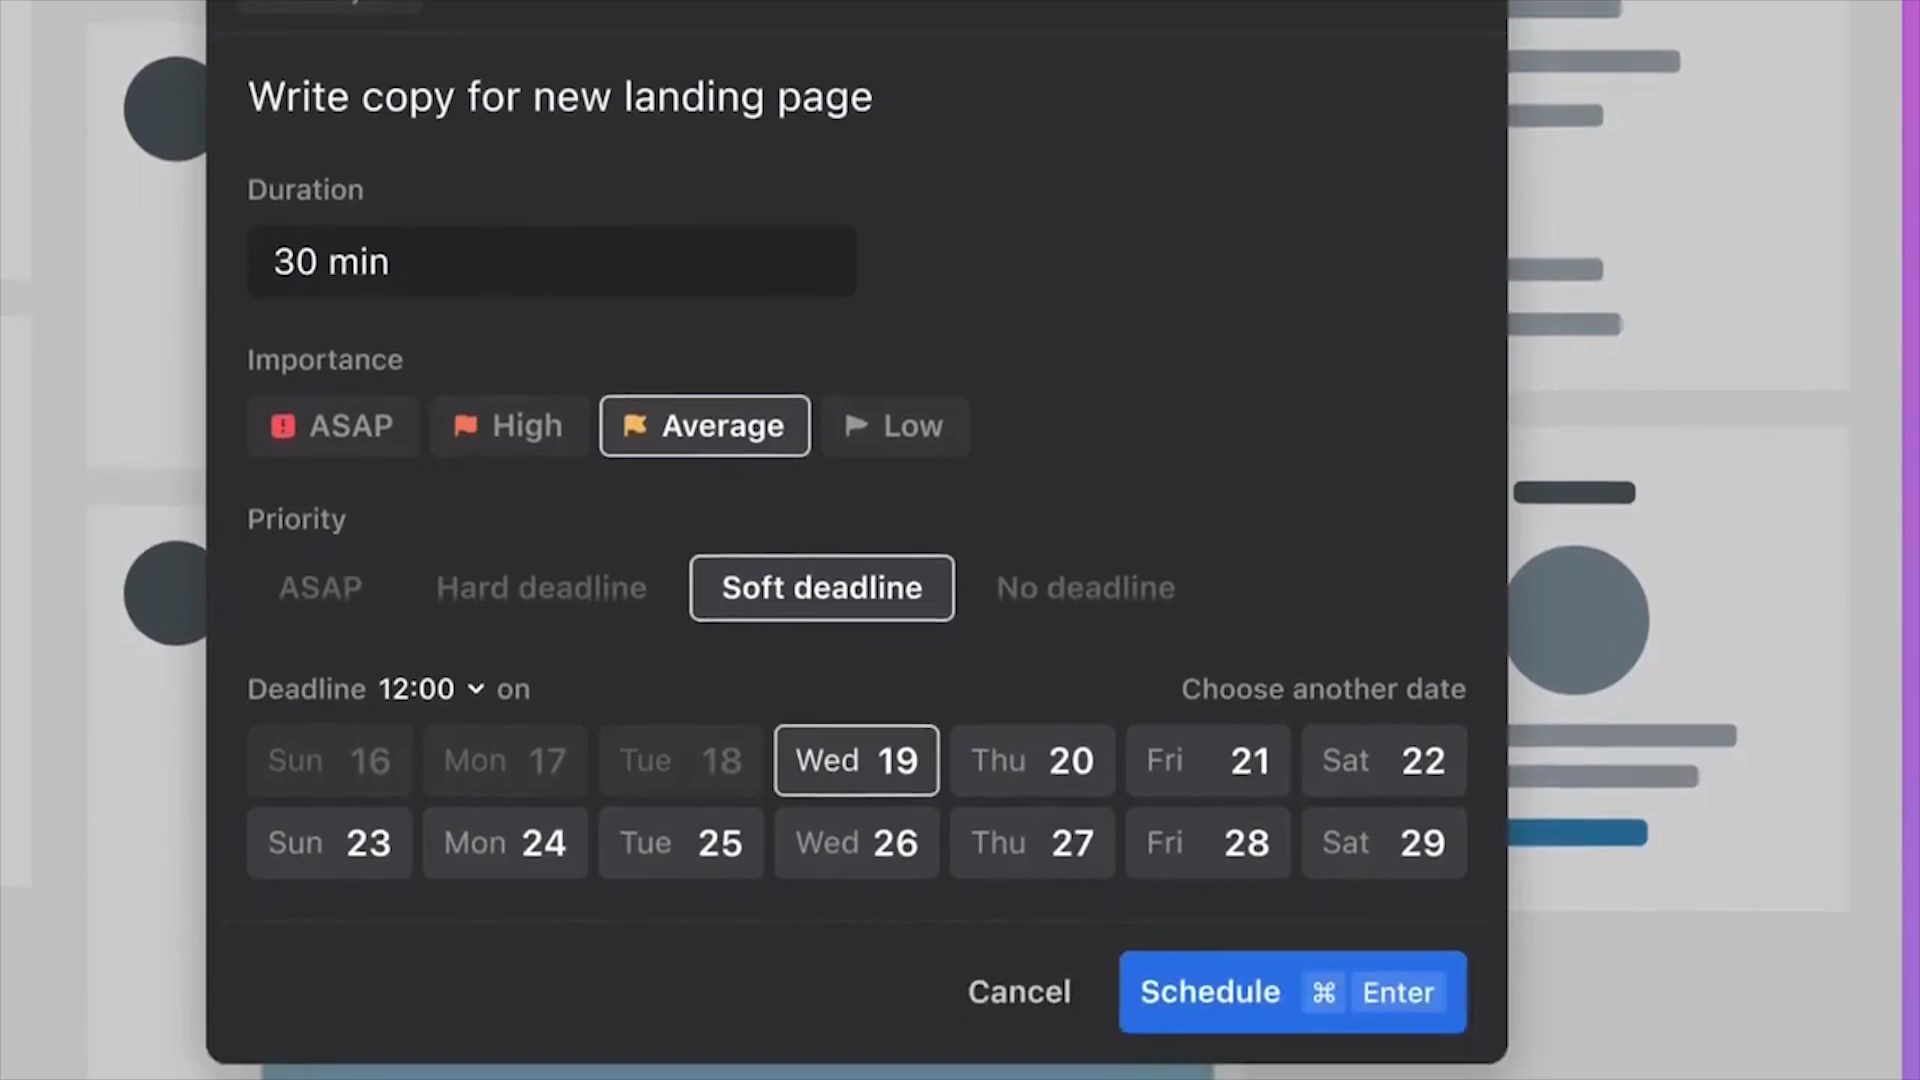 Write copy for new landing page
Duration
30 min
Importance
ASAP High Average Low
Priority
ASAP Hard deadline Soft deadline No deadline
Deadline 12:00 on Choose another date
Sun 16 Mon 17 Tue 18 Wed 19 Thu 20 Fri 21 Sat 22
Sun 23 Mon 24 Tue 25 Wed 26 Thu 27 Fri 28 Sat 29
Cancel Schedule ⌘ Enter